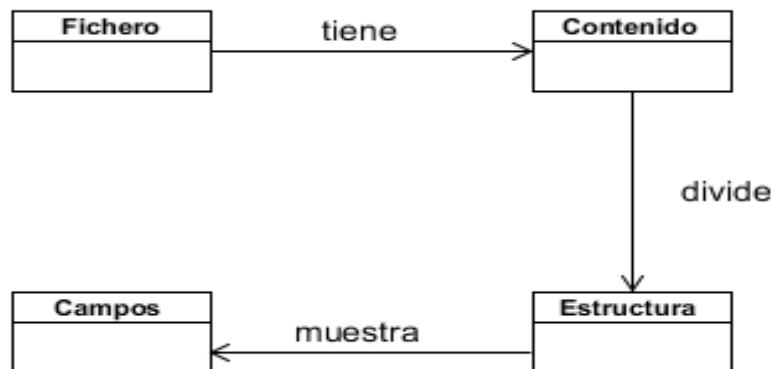 Fichero
tiene
Contenido
divide
Campos
muestra
Estructura